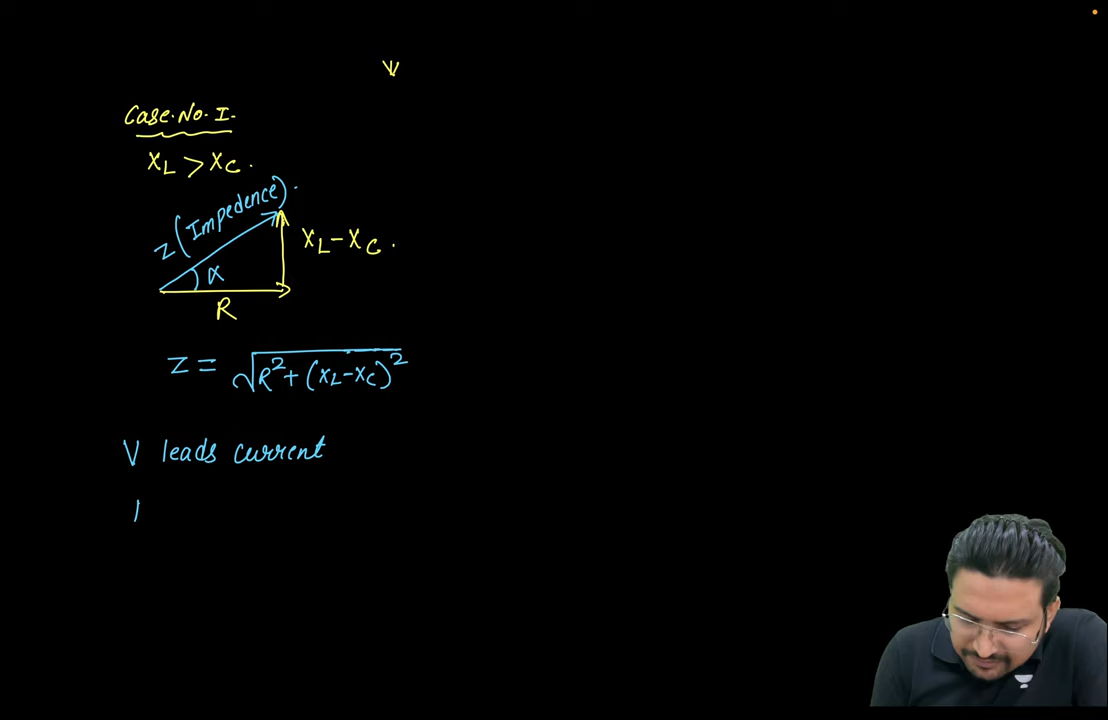 Case.No.I.
XL > XC.
Z (Impedence).
α
XL-XC.
R
Z = √R²+(XL-XC)²
V leads current